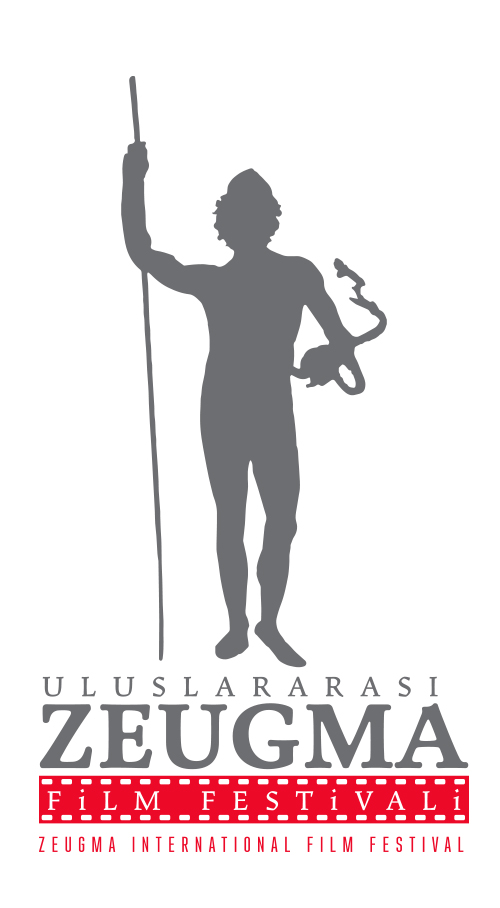 ULUSLARARASI
ZEUGMA
FiLM FESTiVALi
ZEUGMA INTERNATIONAL FILM FESTIVAL